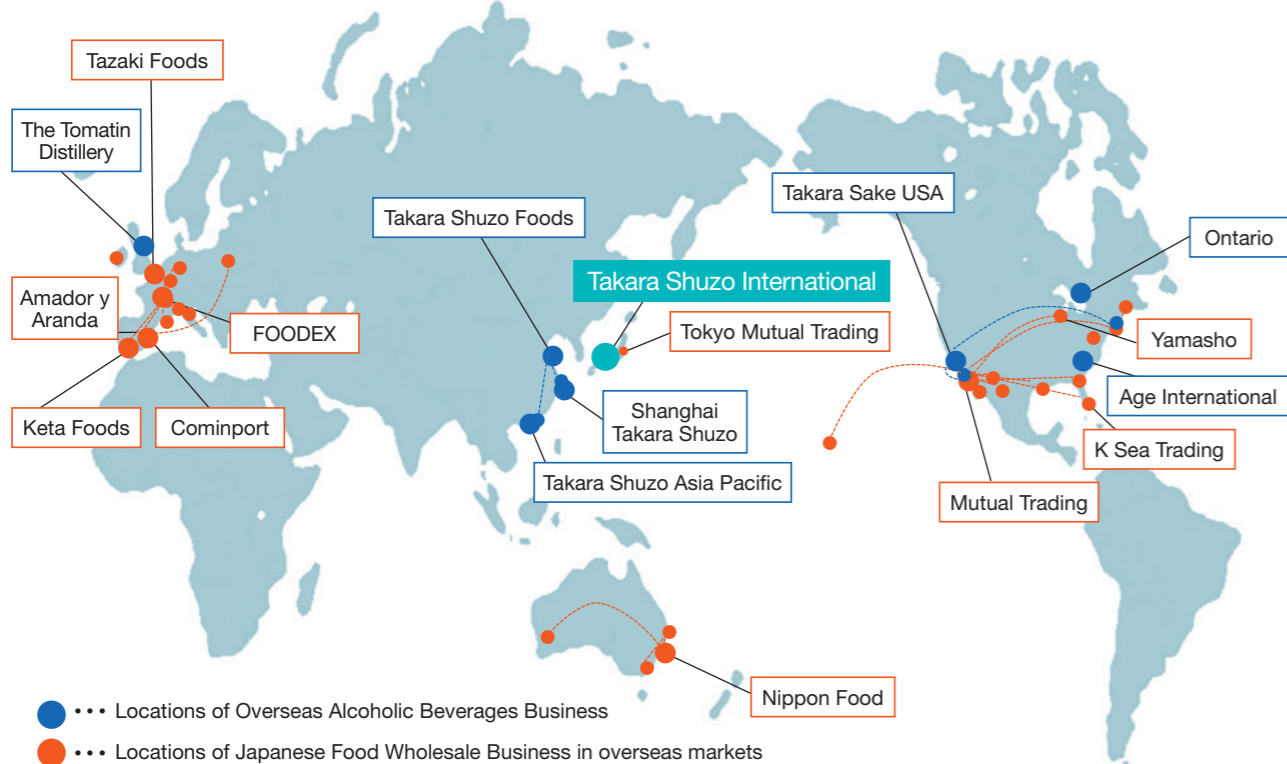 Tazaki Foods
The Tomatin
Distillery
Takara Sake USA
Takara Shuzo Foods
Ontario
Takara Shuzo International
Amador y
Aranda
FOODEX
Tokyo Mutual Trading
Yamasho
Keta Foods
Cominport
Shanghai
Takara Shuzo
Age International
K Sea Trading
Takara Shuzo Asia Pacific
Mutual Trading
Nippon Food
••• Locations of Overseas Alcoholic Beverages Business
••• Locations of Japanese Food Wholesale Business in overseas markets